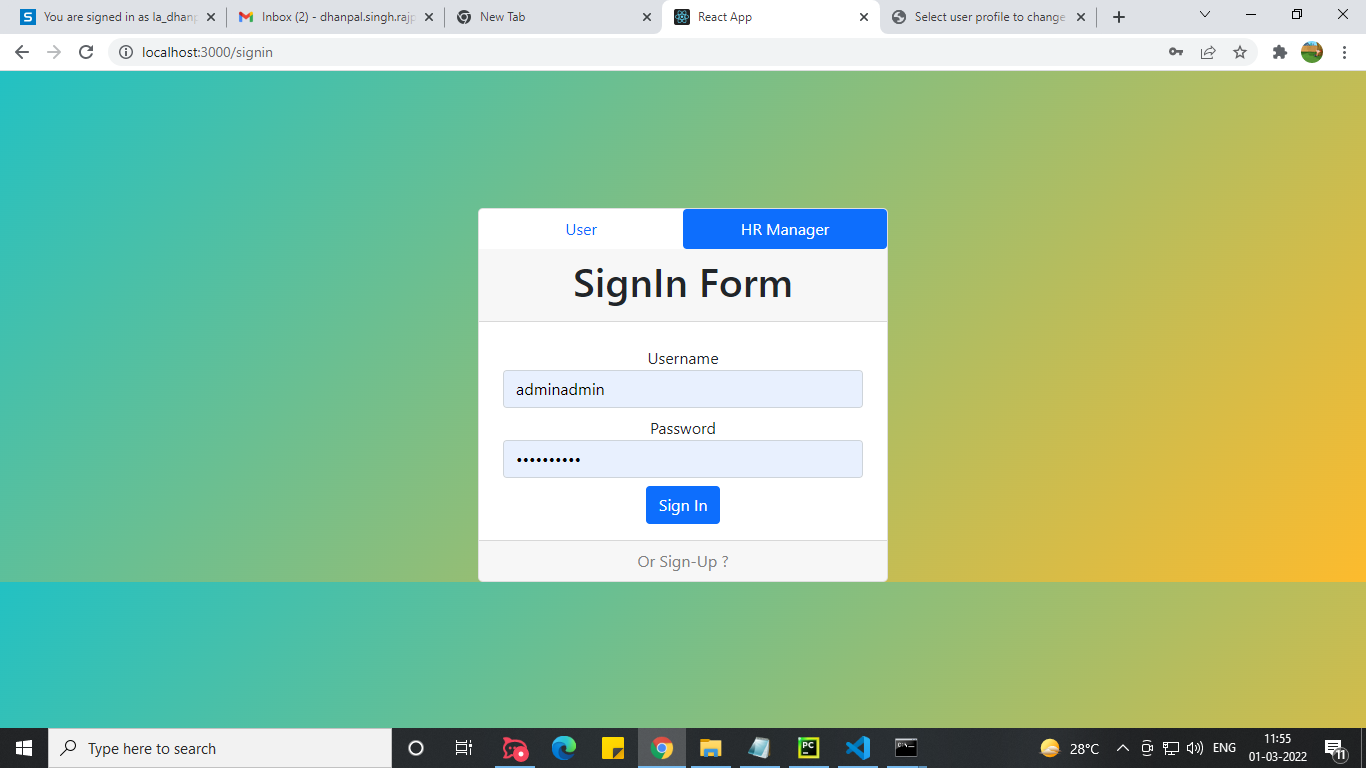 You are signed in as la_dhanp
Inbox (2) - dhanpal.singh.rajp
New Tab
React App
Select user profile to change
localhost:3000/signin
User
HR Manager
SignIn Form
Username
adminadmin
Password
••••••••••
Sign In
Or Sign-Up ?
Type here to search
28°C
ENG
11:55
01-03-2022
11